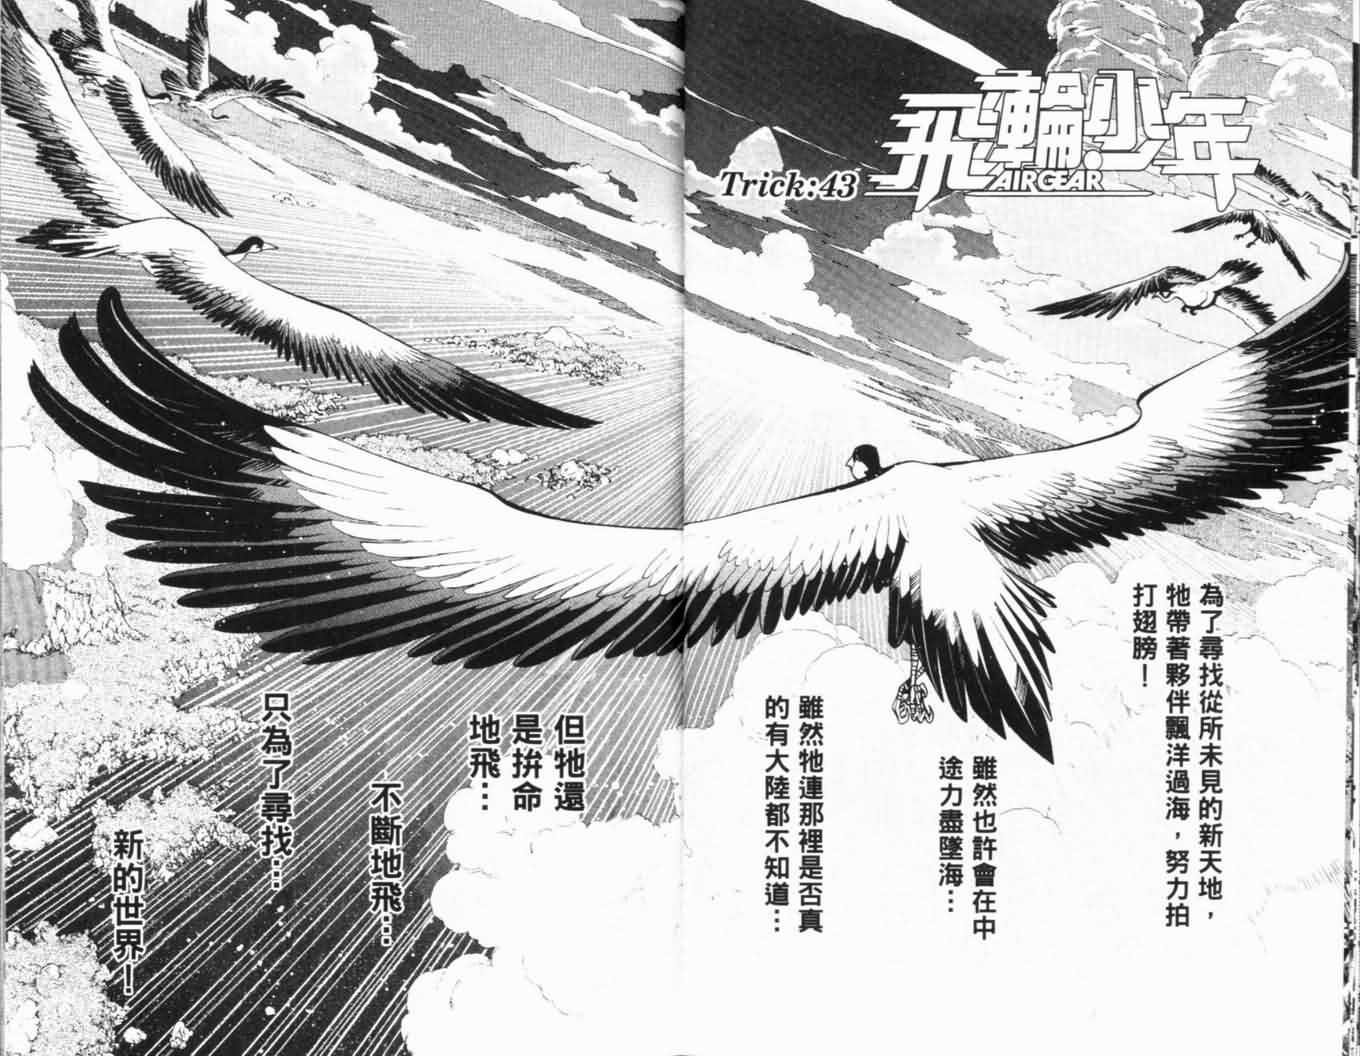 飛輪少年
AIR GEAR
Trick:43
為了尋找從所未見的新天地，
牠帶著夥伴飄洋過海，努力拍
打翅膀！
雖然也許會在中
途力盡墜海…
雖然牠連那裡是否真
的有大陸都不知道…
但牠還
是拚命
地飛…
不斷地飛…
只為了尋找…
新的世界！